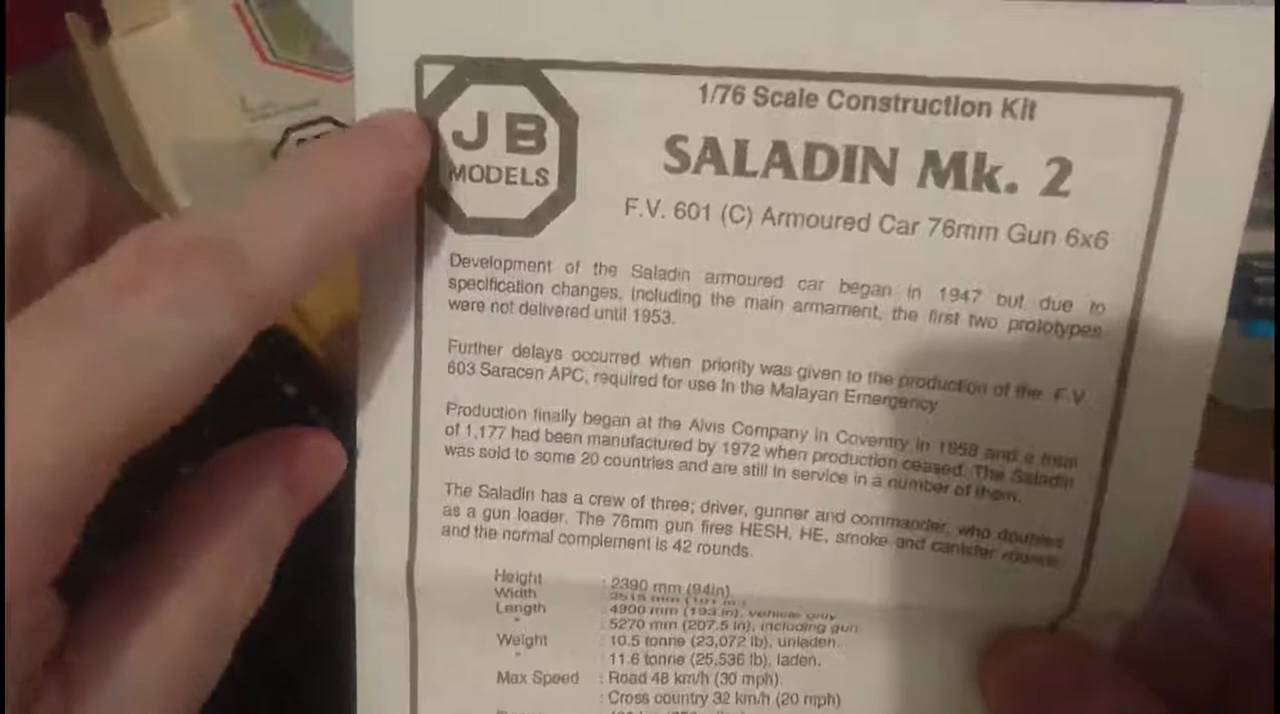 JB
MODELS
1/76 Scale Construction Kit
SALADIN Mk. 2
F.V. 601 (C) Armoured Car 76mm Gun 6x6
Development of the Saladin armoured car began in 1947 but due to
specification changes, including the main armament, the first two prototypes
were not delivered until 1953.
Further delays occurred when priority was given to the production of the F.V.
603 Saracen APC, required for use in the Malayan Emergency
Production finally began at the Alvis Company in Coventry in 1958 and a total
of 1,177 had been manufactured by 1972 when production ceased. The Saladin
was sold to some 20 countries and are still in service in a number of them.
The Saladin has a crew of three; driver, gunner and commander, who doubles
as a gun loader. The 76mm gun fires HESH, HE, smoke and canister rounds
and the normal complement is 42 rounds.
Height : 2390 mm (94in).
Width : 2515 mm (101 in.)
Length : 4900 mm (193 in), vehicle only
" : 5270 mm (207.5 in), including gun
Weight : 10.5 tonne (23,072 lb), unladen.
" : 11.6 tonne (25,536 lb), laden.
Max Speed : Road 48 km/h (30 mph).
: Cross country 32 km/h (20 mph)